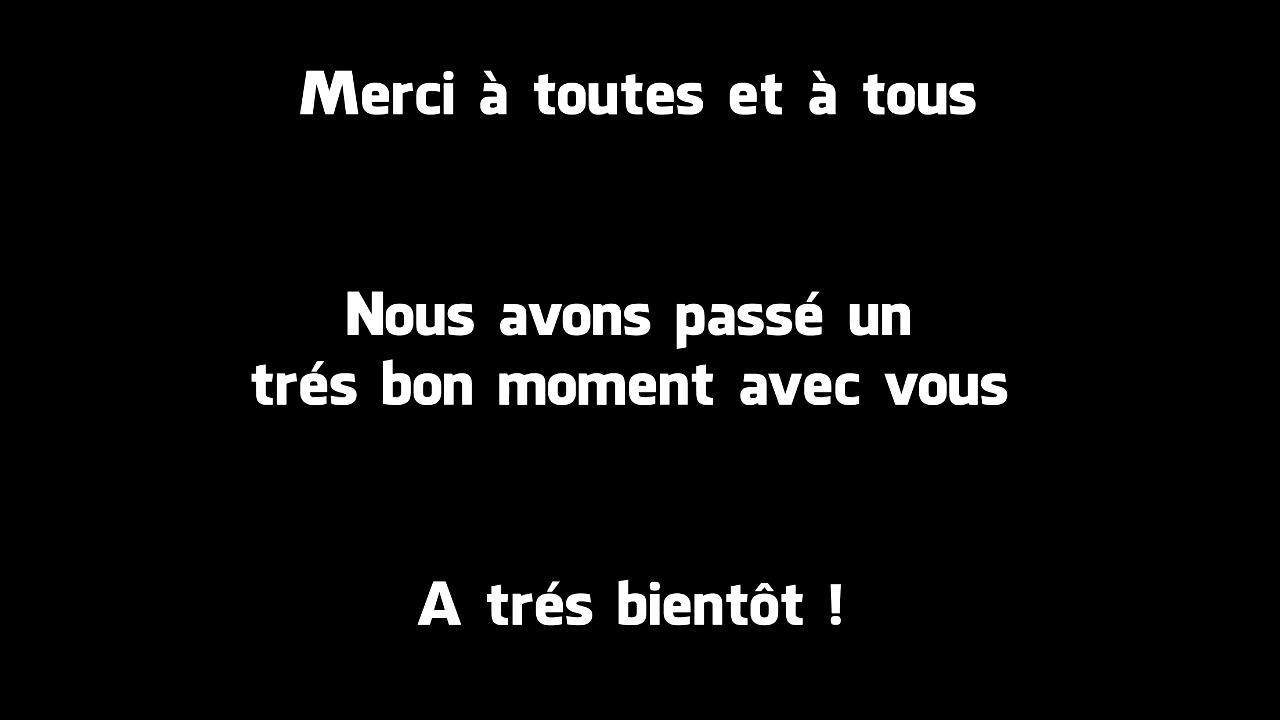 Merci à toutes et à tous
Nous avons passé un
trés bon moment avec vous
A trés bientôt !